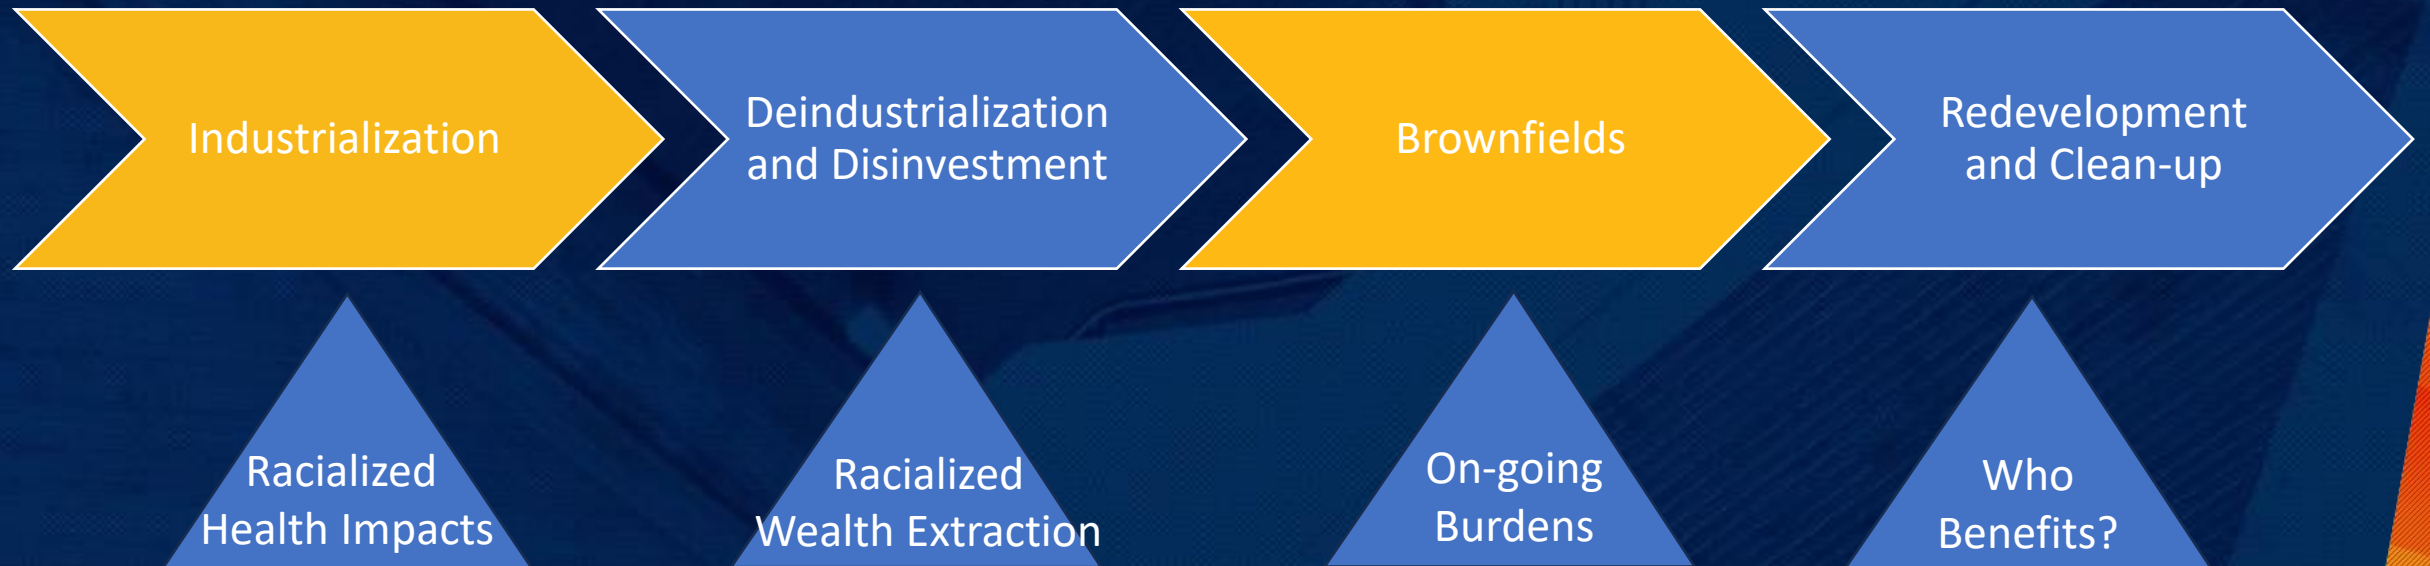 Industrialization
Deindustrialization
and Disinvestment
Brownfields
Redevelopment
and Clean-up
Racialized
Health Impacts
Racialized
Wealth Extraction
On-going
Burdens
Who
Benefits?